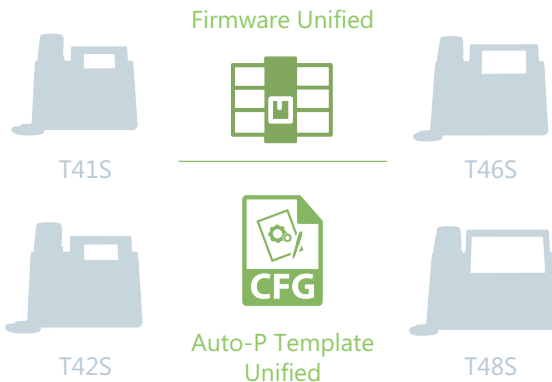 Firmware Unified
T41S
T46S
CFG
Auto-P Template
Unified
T42S
T48S